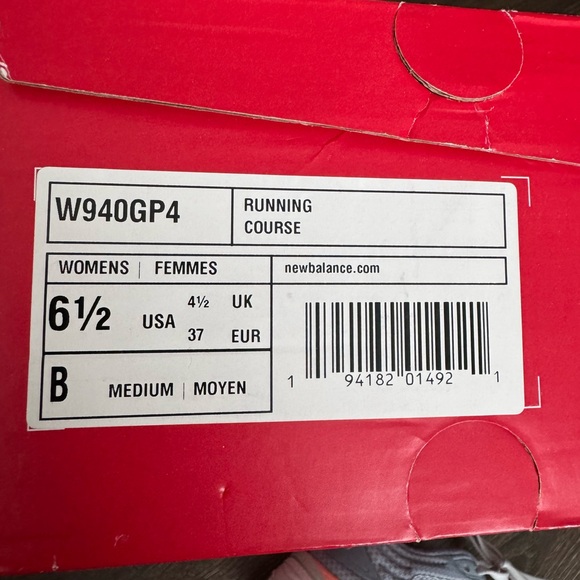 W940GP4
RUNNING
COURSE
WOMENS | FEMMES
newbalance.com
6½ USA 4½ UK
37 EUR
B MEDIUM | MOYEN
1 94182 01492 1